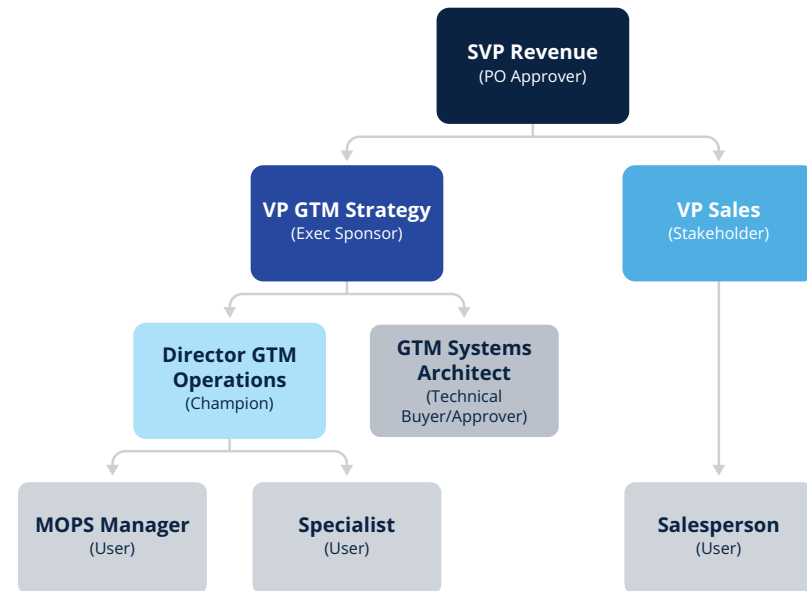 SVP Revenue
(PO Approver)
VP GTM Strategy
(Exec Sponsor)
VP Sales
(Stakeholder)
Director GTM
Operations
(Champion)
GTM Systems
Architect
(Technical
Buyer/Approver)
MOPS Manager
(User)
Specialist
(User)
Salesperson
(User)